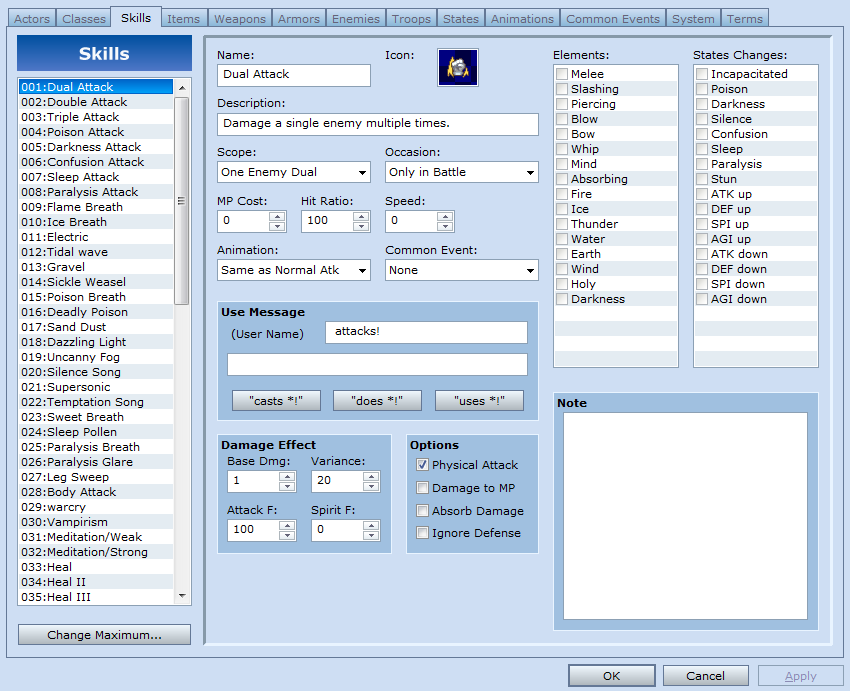 Actors Classes Skills Items Weapons Armors Enemies Troops States Animations Common Events System Terms
Skills
001:Dual Attack
002:Double Attack
003:Triple Attack
004:Poison Attack
005:Darkness Attack
006:Confusion Attack
007:Sleep Attack
008:Paralysis Attack
009:Flame Breath
010:Ice Breath
011:Electric
012:Tidal wave
013:Gravel
014:Sickle Weasel
015:Poison Breath
016:Deadly Poison
017:Sand Dust
018:Dazzling Light
019:Uncanny Fog
020:Silence Song
021:Supersonic
022:Temptation Song
023:Sweet Breath
024:Sleep Pollen
025:Paralysis Breath
026:Paralysis Glare
027:Leg Sweep
028:Body Attack
029:warcry
030:Vampirism
031:Meditation/Weak
032:Meditation/Strong
033:Heal
034:Heal II
035:Heal III
Change Maximum...
Name: Icon:
Dual Attack
Description:
Damage a single enemy multiple times.
Scope: Occasion:
One Enemy Dual Only in Battle
MP Cost: Hit Ratio: Speed:
0 100 0
Animation: Common Event:
Same as Normal Atk None
Use Message
(User Name) attacks!
"casts *!" "does *!" "uses *!"
Damage Effect
Base Dmg: Variance:
1 20
Attack F: Spirit F:
100 0
Options
Physical Attack
Damage to MP
Absorb Damage
Ignore Defense
Elements:
Melee
Slashing
Piercing
Blow
Bow
Whip
Mind
Absorbing
Fire
Ice
Thunder
Water
Earth
Wind
Holy
Darkness
States Changes:
Incapacitated
Poison
Darkness
Silence
Confusion
Sleep
Paralysis
Stun
ATK up
DEF up
SPI up
AGI up
ATK down
DEF down
SPI down
AGI down
Note
OK Cancel Apply